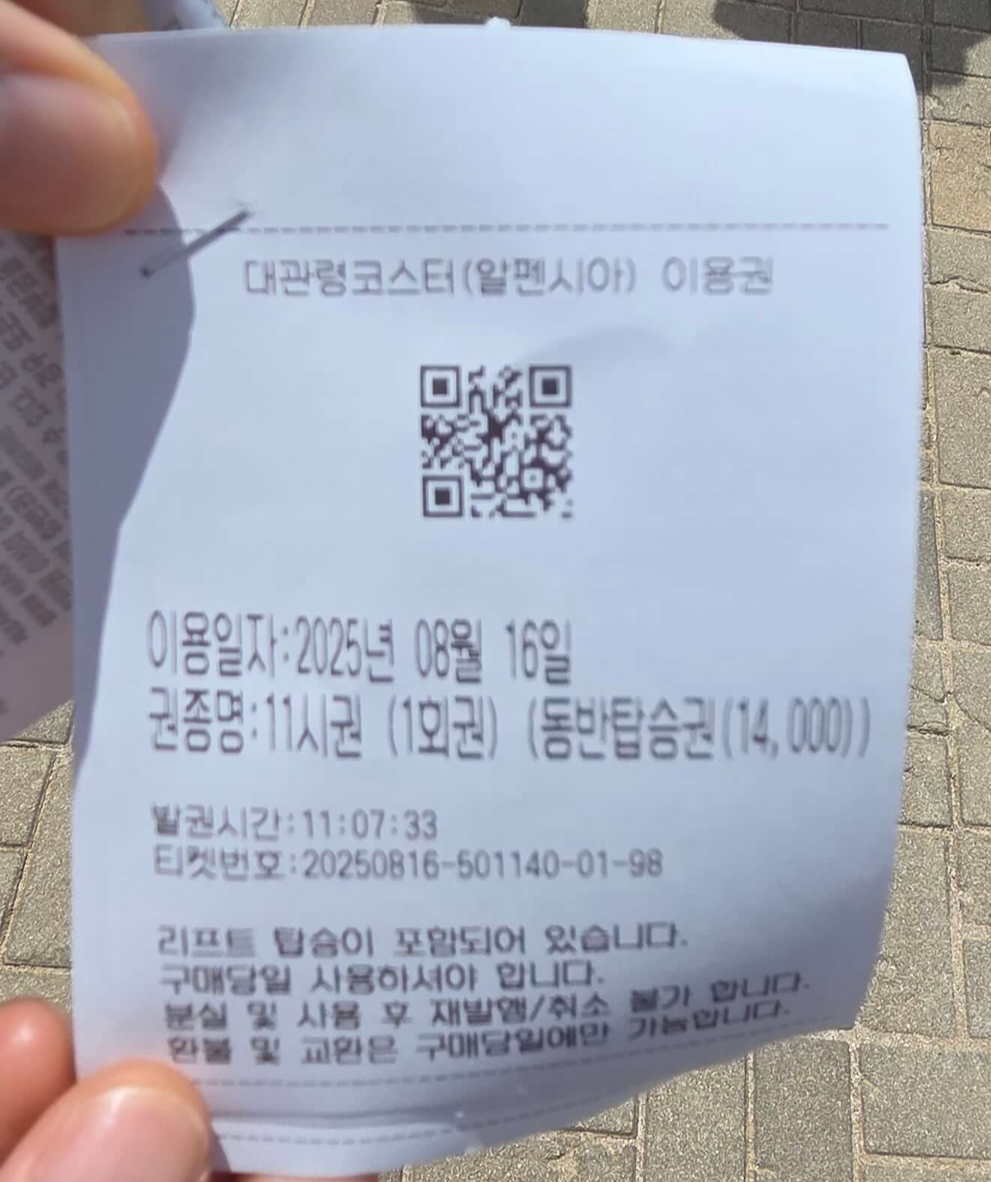 대관령코스터(알펜시아) 이용권
이용일자:2025년 08월 16일
권종명:11시권 (1회권) (동반탑승권(14,000))
발권시간:11:07:33
티켓번호:20250816-501140-01-98
리프트 탑승이 포함되어 있습니다.
구매당일 사용하셔야 합니다.
분실 및 사용 후 재발행/취소 불가 합니다.
환불 및 교환은 구매당일에만 가능합니다.